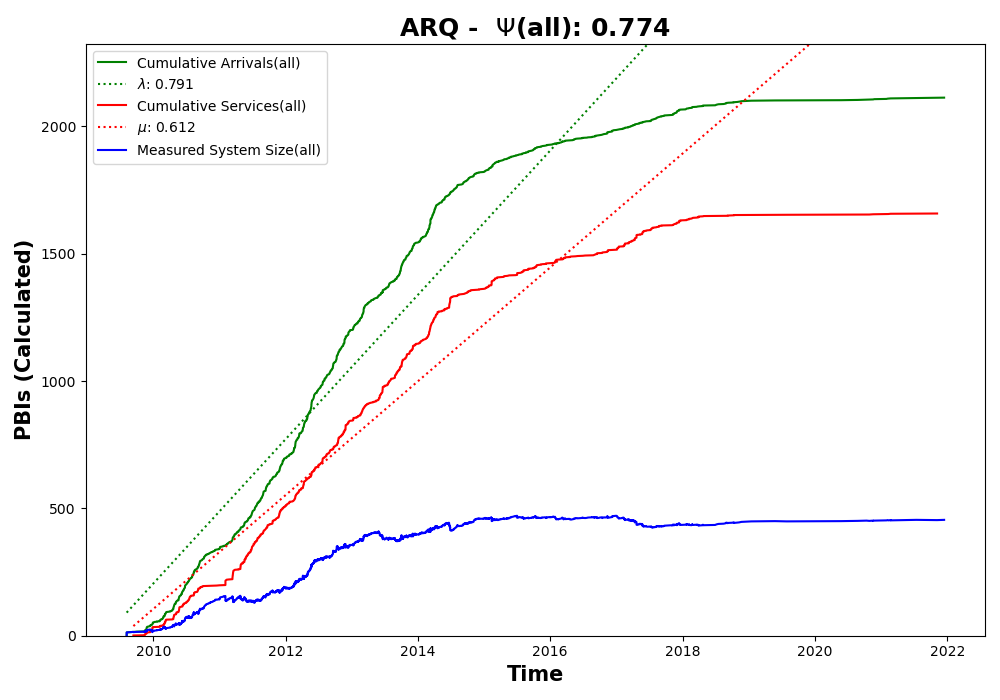 ARQ - Ψ(all): 0.774
Cumulative Arrivals(all)
λ: 0.791
Cumulative Services(all)
μ: 0.612
Measured System Size(all)
PBIs (Calculated)
2000
1500
1000
500
0
2010 2012 2014 2016 2018 2020 2022
Time